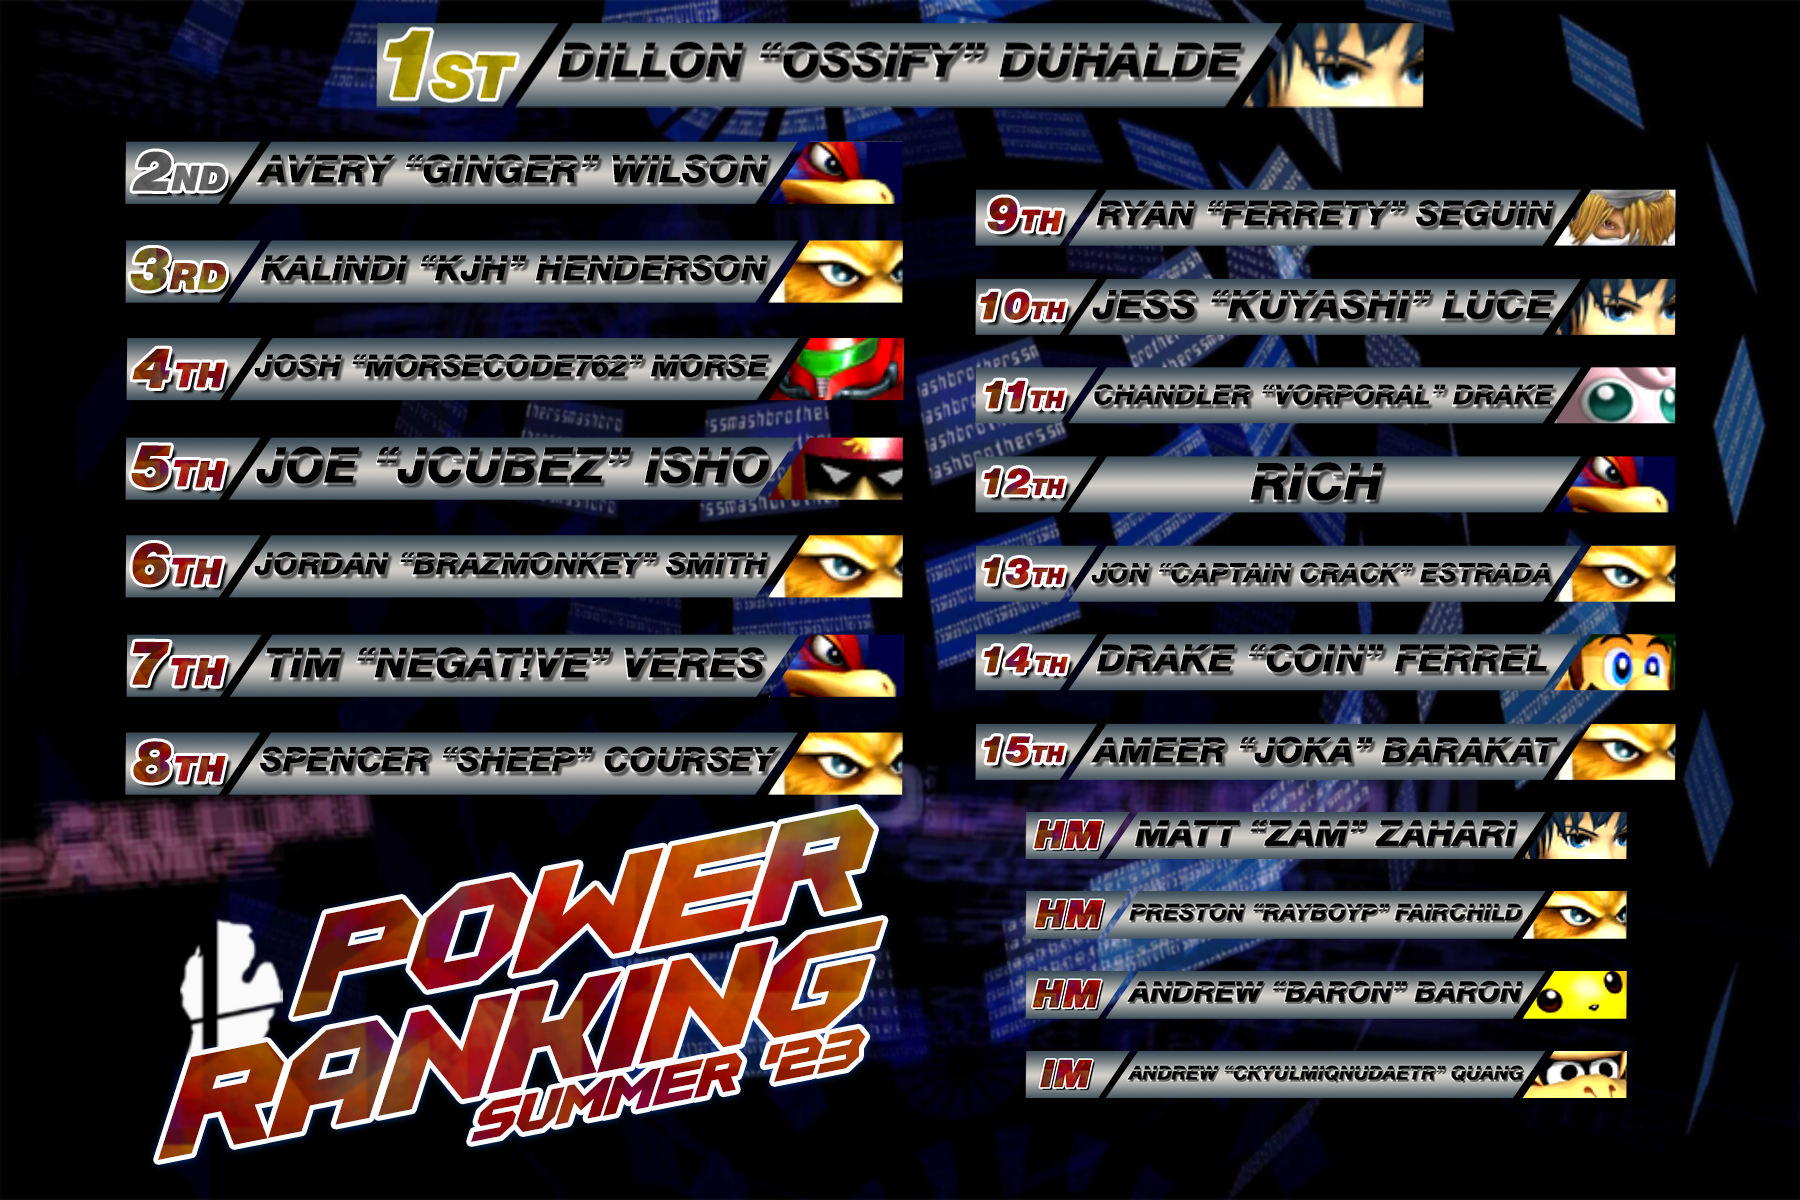 1ST DILLON “OSSIFY” DUHALDE
2ND AVERY “GINGER” WILSON
3RD KALINDI “KJH” HENDERSON
4TH JOSH “MORSECODE762” MORSE
5TH JOE “JCUBEZ” ISHO
6TH JORDAN “BRAZMONKEY” SMITH
7TH TIM “NEGAT!VE” VERES
8TH SPENCER “SHEEP” COURSEY
9TH RYAN “FERRETY” SEGUIN
10TH JESS “KUYASHI” LUCE
11TH CHANDLER “VORPORAL” DRAKE
12TH RICH
13TH JON “CAPTAIN CRACK” ESTRADA
14TH DRAKE “COIN” FERREL
15TH AMEER “JOKA” BARAKAT
HM MATT “ZAM” ZAHARI
HM PRESTON “RAYBOYP” FAIRCHILD
HM ANDREW “BARON” BARON
IM ANDREW “CKYULMIQNUDAETR” QUANG
POWER
RANKING
SUMMER '23